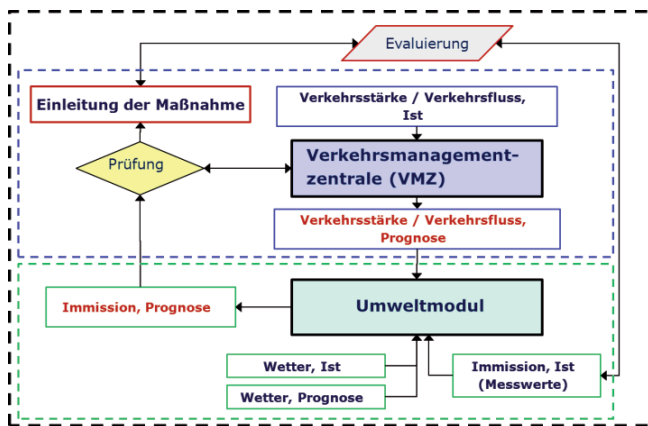 Evaluierung
Einleitung der Maßnahme
Verkehrsstärke / Verkehrsfluss,
Ist
Prüfung
Verkehrsmanagement-
zentrale (VMZ)
Verkehrsstärke / Verkehrsfluss,
Prognose
Immission, Prognose
Umweltmodul
Wetter, Ist
Immission, Ist
(Messwerte)
Wetter, Prognose